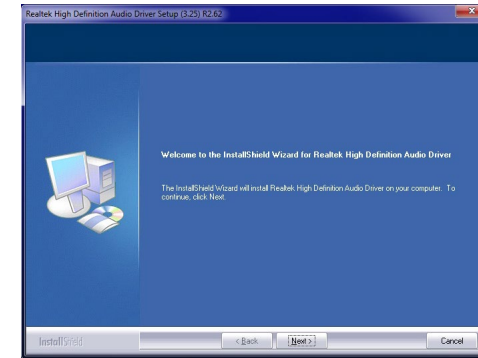 Realtek High Definition Audio Driver Setup (3.25) R2.62
Welcome to the InstallShield Wizard for Realtek High Definition Audio Driver
The InstallShield Wizard will install Realtek High Definition Audio Driver on your computer. To
continue, click Next.
InstallShield
< Back Next > Cancel